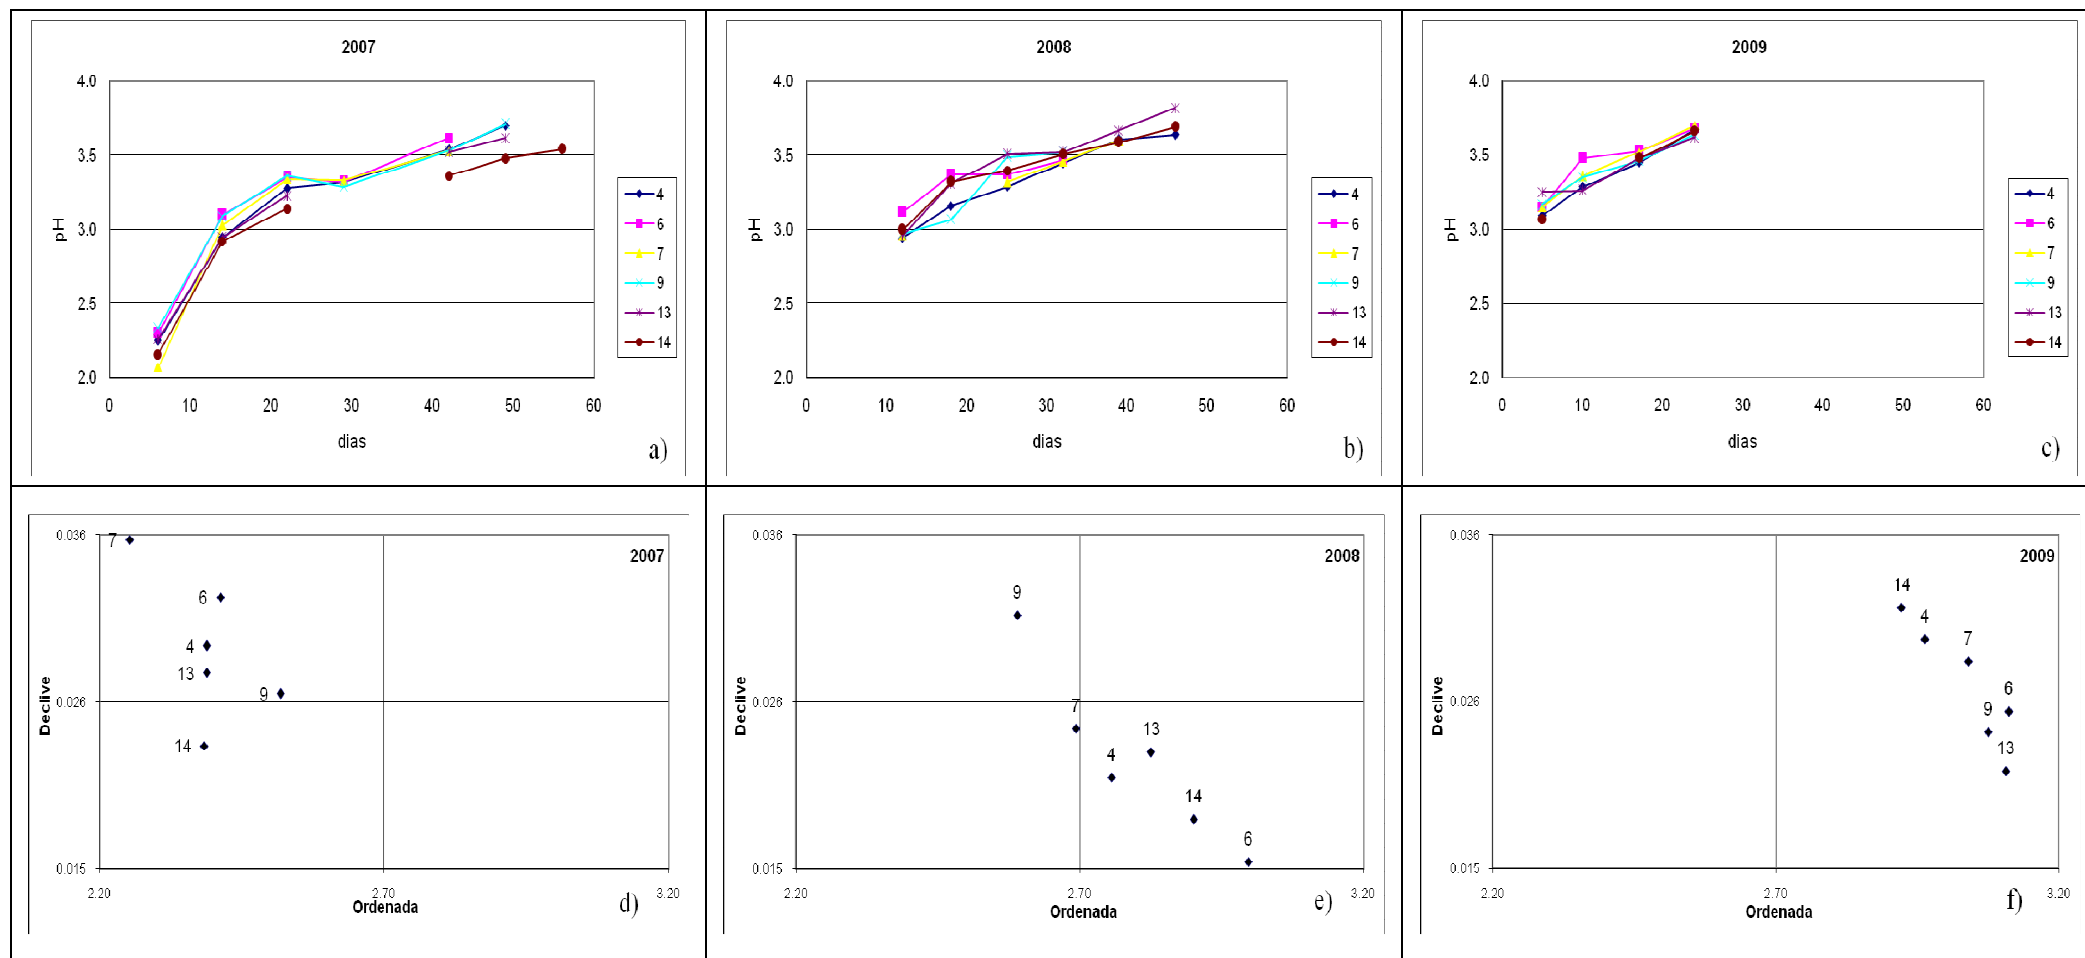 2007
4.0
3.5
3.0
2.5
2.0
pH
0 10 20 30 40 50 60
dias
4
6
7
9
13
14
a)
2008
4.0
3.5
3.0
2.5
2.0
pH
0 10 20 30 40 50 60
dias
4
6
7
9
13
14
b)
2009
4.0
3.5
3.0
2.5
2.0
pH
0 10 20 30 40 50 60
dias
4
6
7
9
13
14
c)
2007
0.036
0.026
0.015
Declive
7
6
4
13
9
14
2.20 2.70 3.20
Ordenada
d)
2008
0.036
0.026
0.015
Declive
9
7
13
4
14
6
2.20 2.70 3.20
Ordenada
e)
2009
0.036
0.026
0.015
Declive
14
4
7
6
9
13
2.20 2.70 3.20
Ordenada
f)